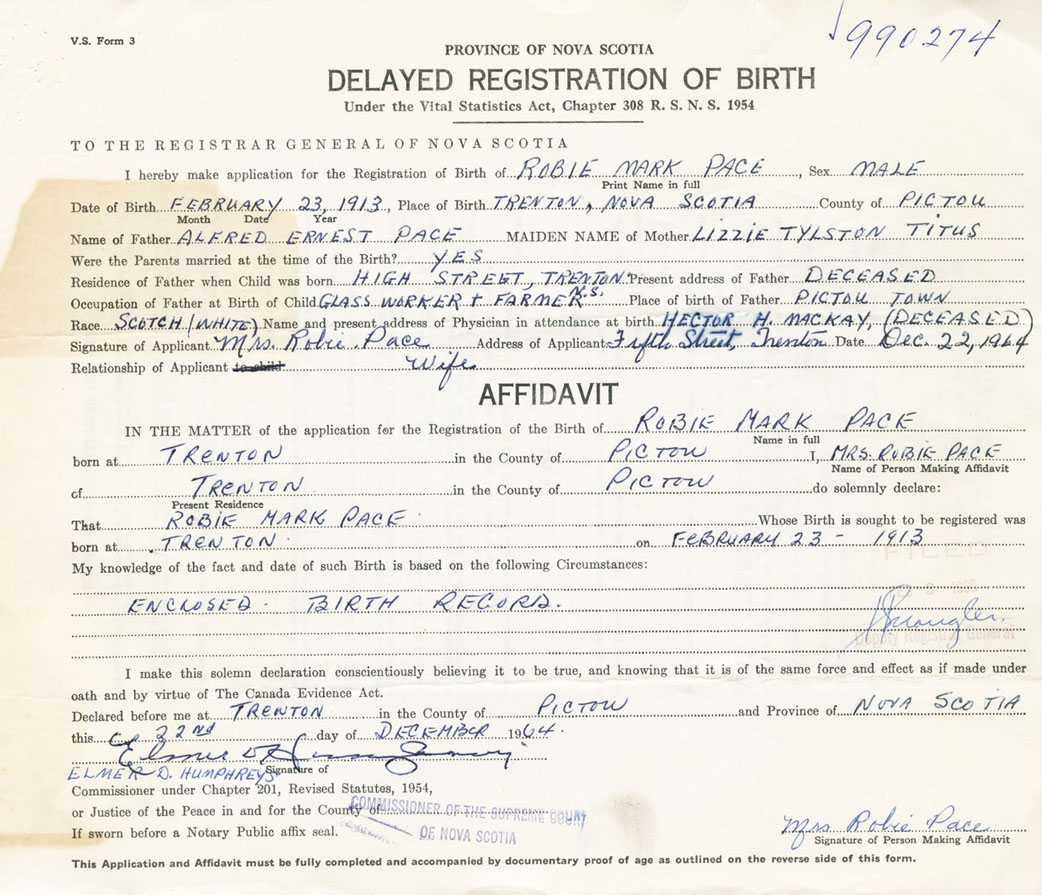 V.S. Form 3
990274
PROVINCE OF NOVA SCOTIA
DELAYED REGISTRATION OF BIRTH
Under the Vital Statistics Act, Chapter 308 R. S. N. S. 1954
TO THE REGISTRAR GENERAL OF NOVA SCOTIA
I hereby make application for the Registration of Birth of ROBIE MARK PACE, Sex MALE
Print Name in full
Date of Birth FEBRUARY 23, 1913, Place of Birth TRENTON, NOVA SCOTIA County of PICTOU
Month Date Year
Name of Father ALFRED ERNEST PACE MAIDEN NAME of Mother LIZZIE TYLSTON TITUS
Were the Parents married at the time of the Birth? YES
Residence of Father when Child was born HIGH STREET, TRENTON N.S. Present address of Father DECEASED
Occupation of Father at Birth of Child GLASS WORKER + FARMER Place of birth of Father PICTOU TOWN
Race SCOTCH (WHITE) Name and present address of Physician in attendance at birth HECTOR H. MACKAY, (DECEASED)
Signature of Applicant Mrs. Robie Pace Address of Applicant Fifth Street, Trenton Date Dec. 22, 1964
Relationship of Applicant to child Wife
AFFIDAVIT
IN THE MATTER of the application for the Registration of the Birth of ROBIE MARK PACE
Name in full
born at TRENTON in the County of PICTOU I, MRS. ROBIE PACE
Name of Person Making Affidavit
of TRENTON in the County of PICTOU do solemnly declare:
Present Residence
That ROBIE MARK PACE Whose Birth is sought to be registered was
born at TRENTON on FEBRUARY 23 - 1913
FILED
My knowledge of the fact and date of such Birth is based on the following Circumstances:
ENCLOSED - BIRTH RECORD.
Deputy Registrar General
I make this solemn declaration conscientiously believing it to be true, and knowing that it is of the same force and effect as if made under
oath and by virtue of The Canada Evidence Act.
Declared before me at TRENTON in the County of PICTOU and Province of NOVA SCOTIA
this 22nd day of DECEMBER 1964.
ELMER D. HUMPHREYS Signature of
Commissioner under Chapter 201, Revised Statutes, 1954,
or Justice of the Peace in and for the County of COMMISSIONER OF THE SUPREME COURT
OF NOVA SCOTIA
If sworn before a Notary Public affix seal.
Mrs Robie Pace
Signature of Person Making Affidavit
This Application and Affidavit must be fully completed and accompanied by documentary proof of age as outlined on the reverse side of this form.